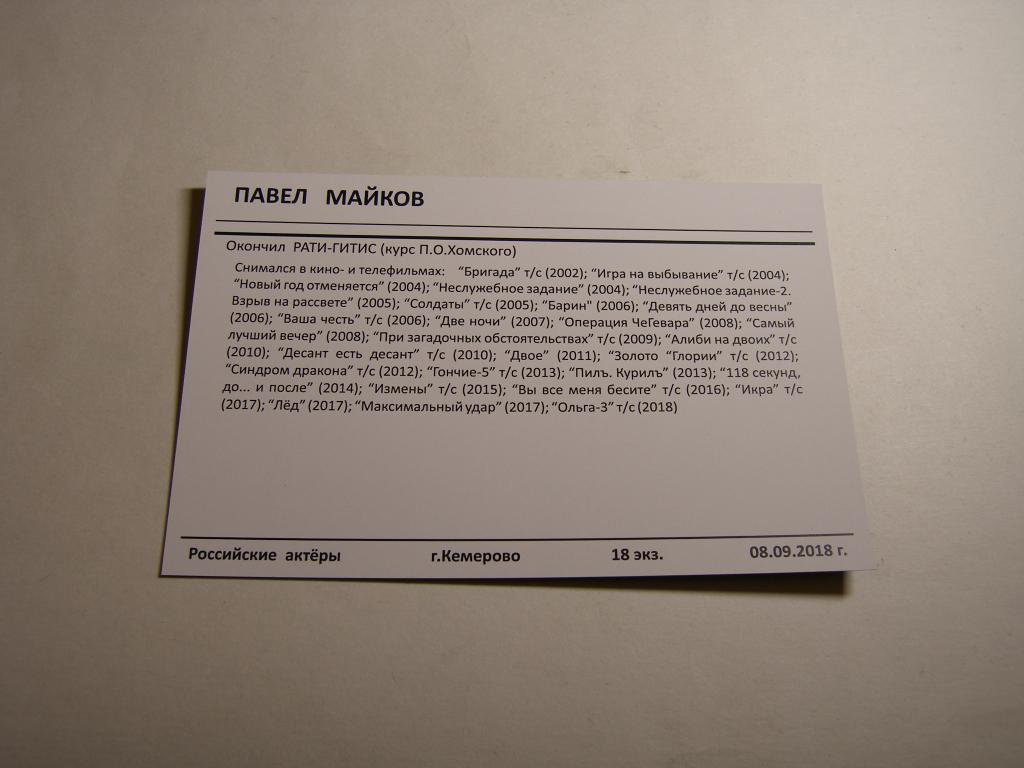 ПАВЕЛ МАЙКОВ
Окончил РАТИ-ГИТИС (курс П.О.Хомского)
Снимался в кино- и телефильмах: “Бригада” т/с (2002); “Игра на выбывание” т/с (2004);
“Новый год отменяется” (2004); “Неслужебное задание” (2004); “Неслужебное задание-2.
Взрыв на рассвете” (2005); “Солдаты” т/с (2005); “Барин" (2006); “Девять дней до весны”
(2006); “Ваша честь” т/с (2006); “Две ночи” (2007); “Операция ЧеГевара” (2008); “Самый
лучший вечер” (2008); “При загадочных обстоятельствах” т/с (2009); “Алиби на двоих” т/с
(2010); “Десант есть десант” т/с (2010); “Двое” (2011); “Золото “Глории” т/с (2012);
“Синдром дракона” т/с (2012); “Гончие-5” т/с (2013); “Пилъ. Курилъ” (2013); “118 секунд,
до... и после” (2014); “Измены” т/с (2015); “Вы все меня бесите” т/с (2016); “Икра” т/с
(2017); “Лёд” (2017); “Максимальный удар” (2017); “Ольга-3” т/с (2018)
Российские актёры г.Кемерово 18 экз. 08.09.2018 г.